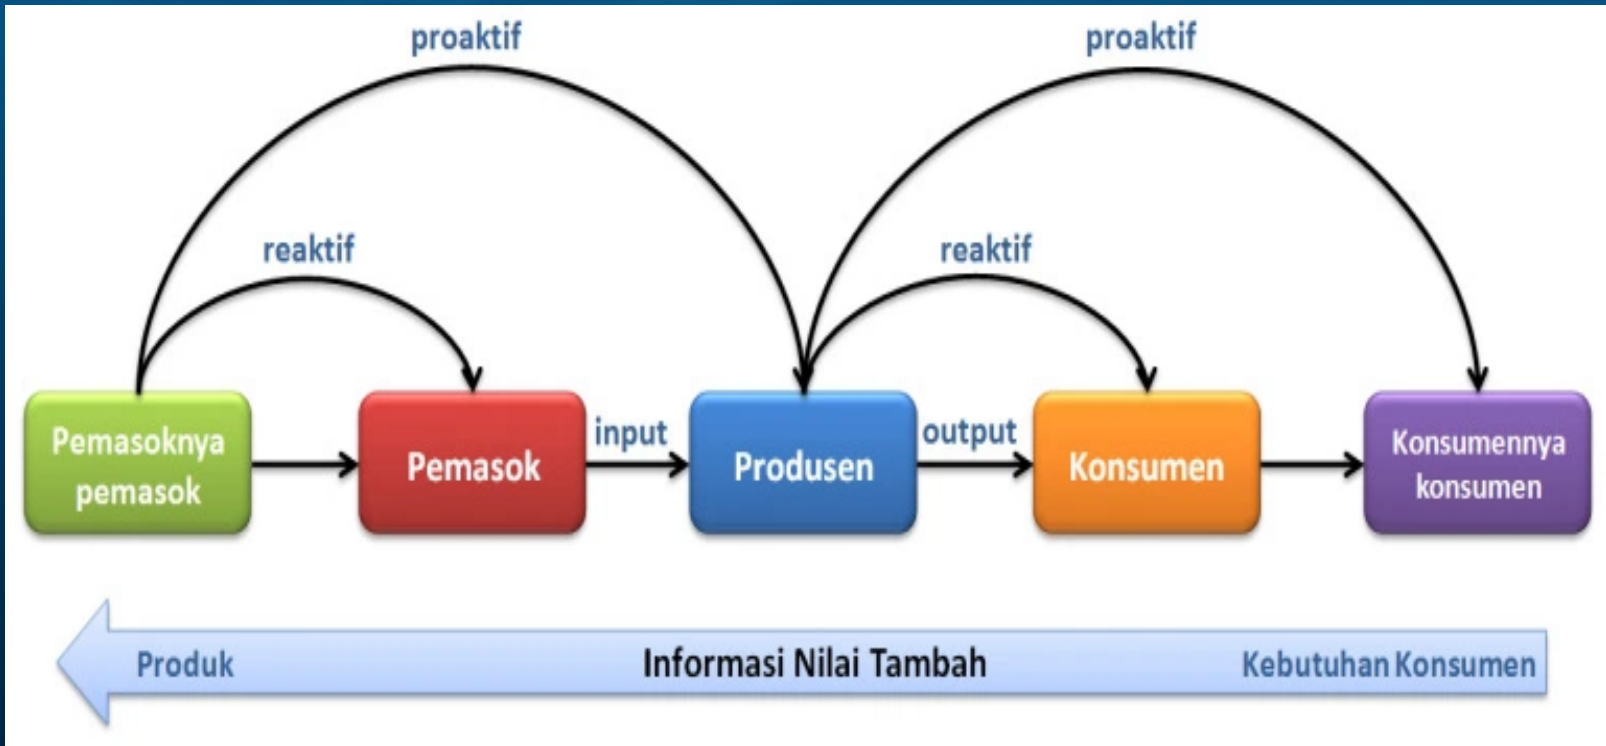 proaktif
proaktif
reaktif
reaktif
Pemasoknya
pemasok
Pemasok
input
Produsen
output
Konsumen
Konsumennya
konsumen
Produk
Informasi Nilai Tambah
Kebutuhan Konsumen